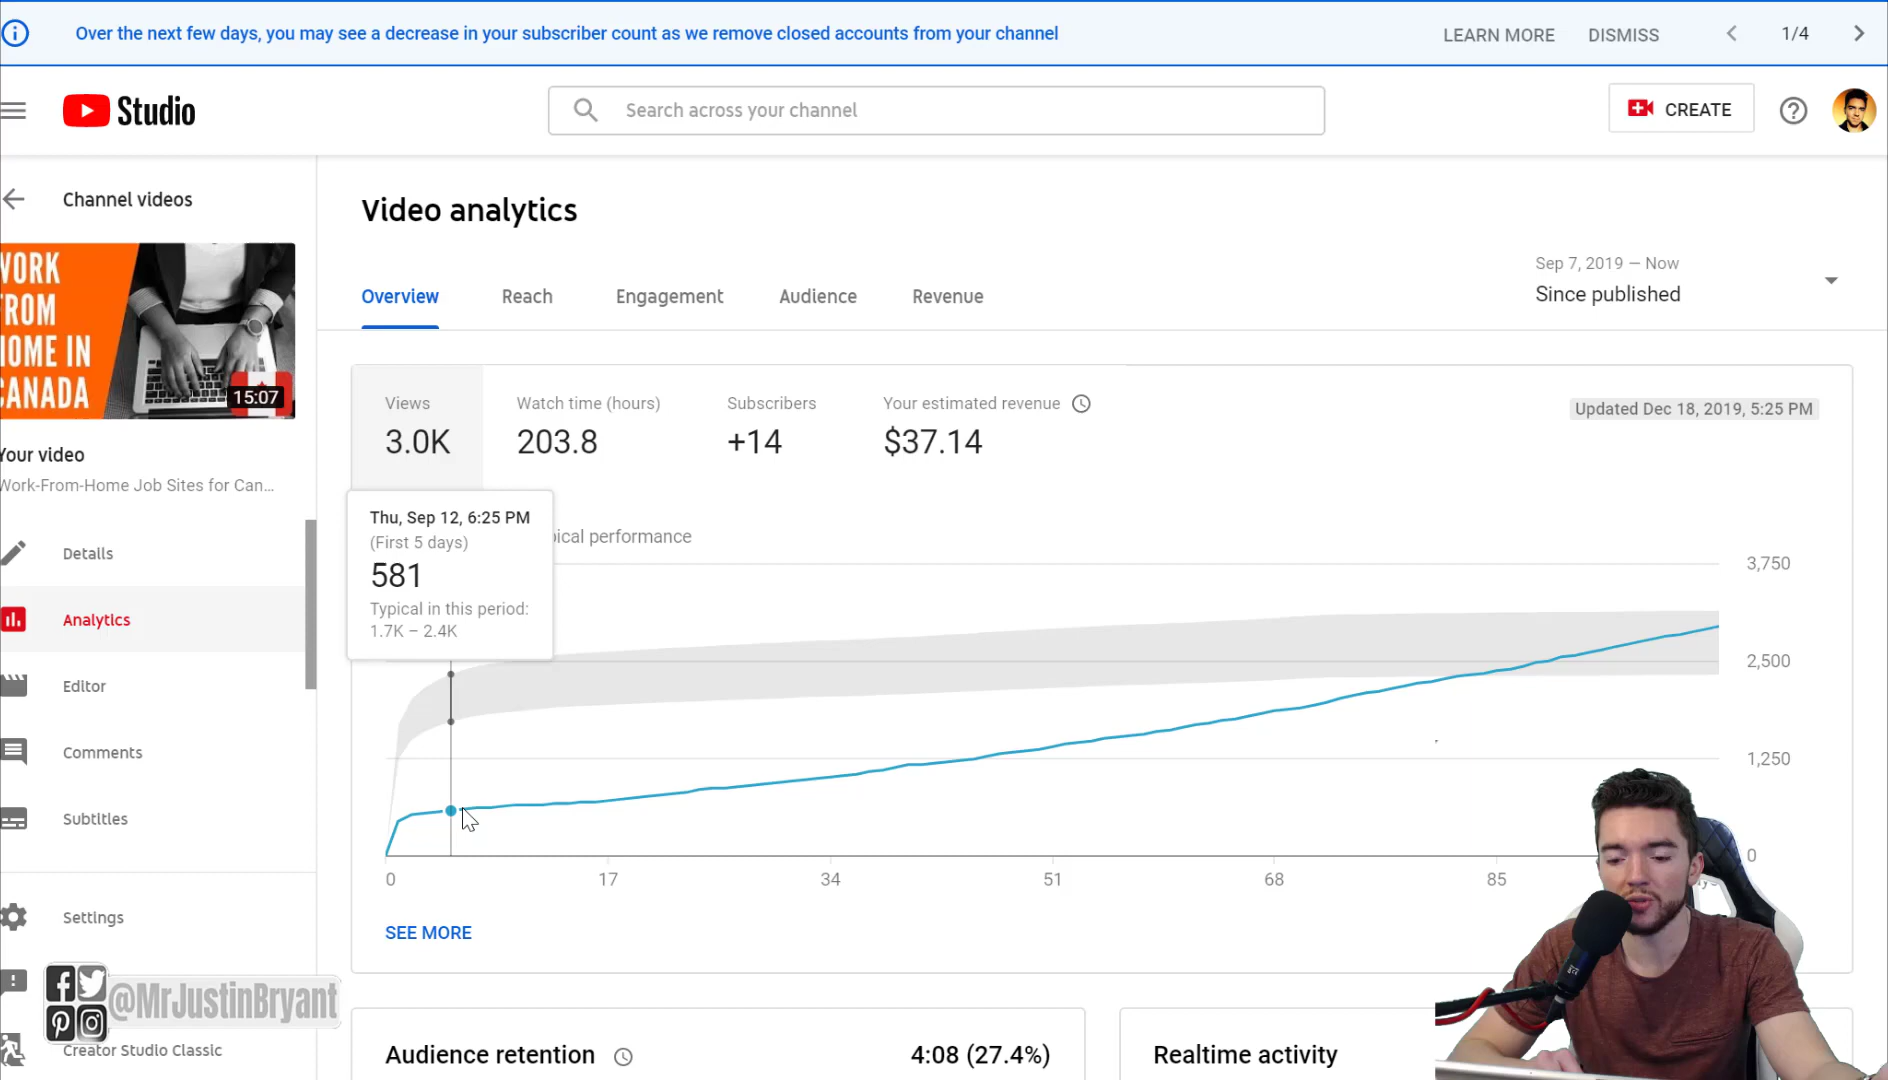 Over the next few days, you may see a decrease in your subscriber count as we remove closed accounts from your channel
LEARN MORE
DISMISS
1/4
Studio
Search across your channel
CREATE
Channel videos
WORK
FROM
HOME IN
CANADA
15:07
Your video
Work-From-Home Job Sites for Can...
Details
Analytics
Editor
Comments
Subtitles
Settings
@MrJustinBryant
Creator Studio Classic
Video analytics
Sep 7, 2019 – Now
Since published
Overview
Reach
Engagement
Audience
Revenue
Views
3.0K
Watch time (hours)
203.8
Subscribers
+14
Your estimated revenue
$37.14
Updated Dec 18, 2019, 5:25 PM
Thu, Sep 12, 6:25 PM
(First 5 days)
581
Typical in this period:
1.7K – 2.4K
ical performance
3,750
2,500
1,250
0
0
17
34
51
68
85
SEE MORE
Audience retention
4:08 (27.4%)
Realtime activity